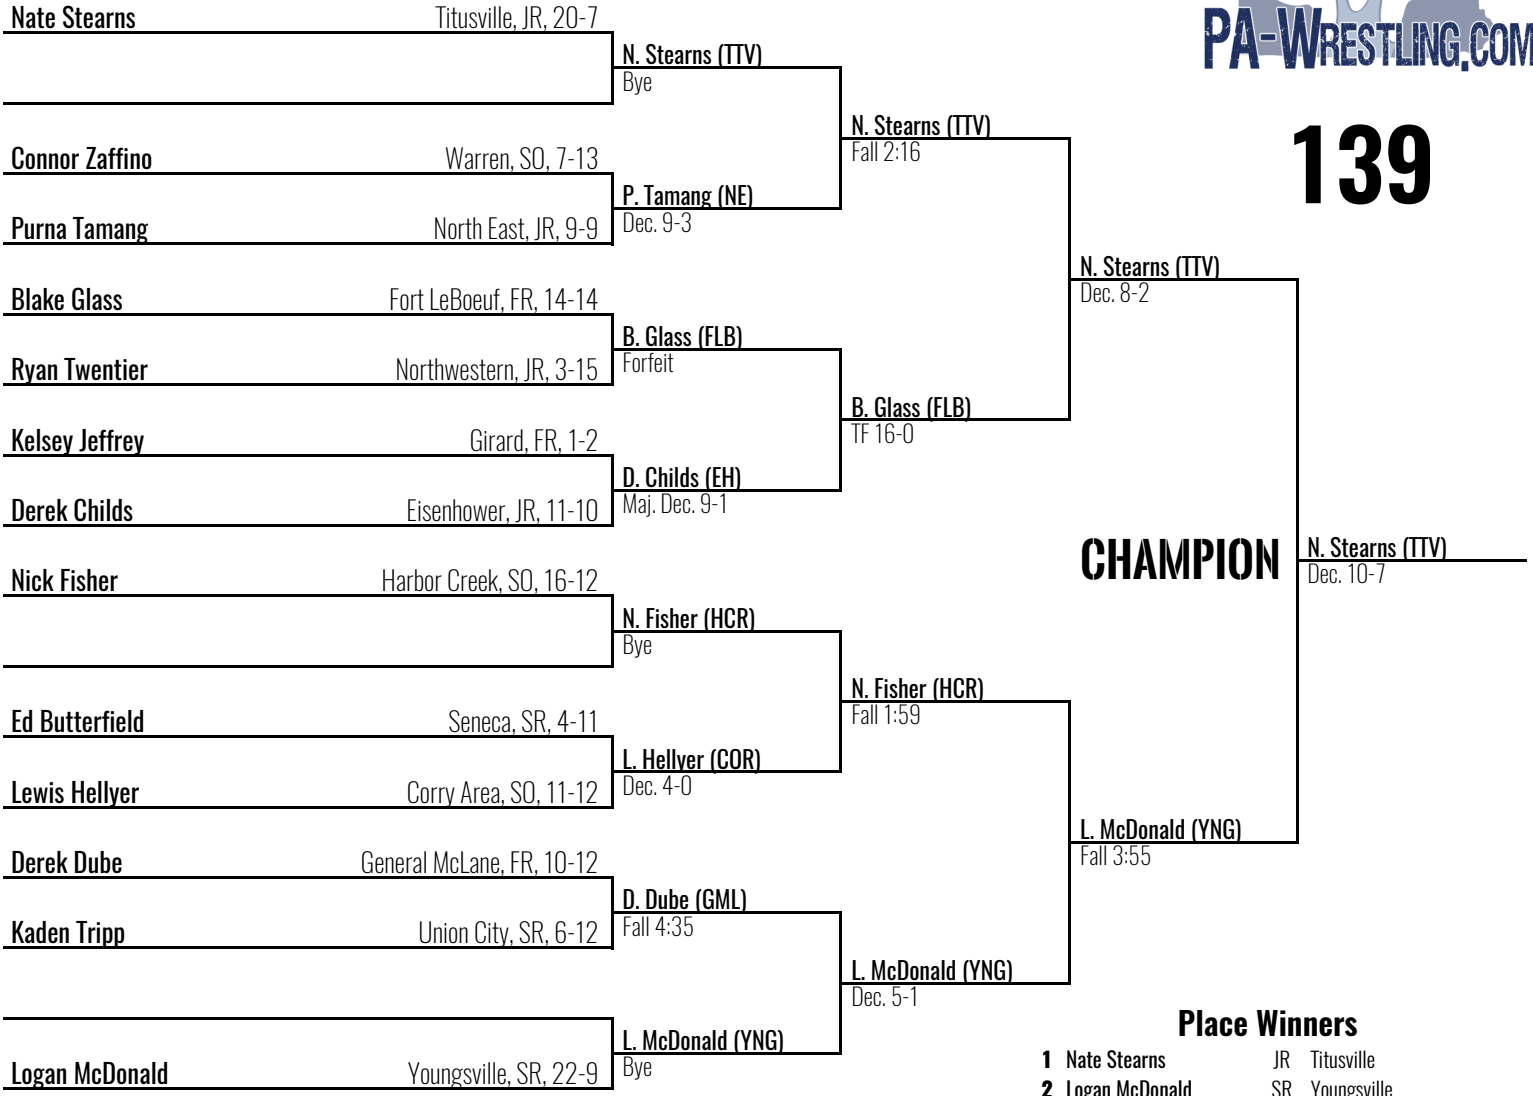 Nate Stearns Titusville, JR, 20-7
N. Stearns (TTV)
Bye
Connor Zaffino Warren, SO, 7-13
P. Tamang (NE)
Dec. 9-3
Purna Tamang North East, JR, 9-9
N. Stearns (TTV)
Fall 2:16
Blake Glass Fort LeBoeuf, FR, 14-14
B. Glass (FLB)
Forfeit
Ryan Twentier Northwestern, JR, 3-15
Kelsey Jeffrey Girard, FR, 1-2
D. Childs (EH)
Maj. Dec. 9-1
Derek Childs Eisenhower, JR, 11-10
B. Glass (FLB)
TF 16-0
N. Stearns (TTV)
Dec. 8-2
Nick Fisher Harbor Creek, SO, 16-12
N. Fisher (HCR)
Bye
Ed Butterfield Seneca, SR, 4-11
L. Hellyer (COR)
Dec. 4-0
Lewis Hellyer Corry Area, SO, 11-12
N. Fisher (HCR)
Fall 1:59
Derek Dube General McLane, FR, 10-12
D. Dube (GML)
Fall 4:35
Kaden Tripp Union City, SR, 6-12
L. McDonald (YNG)
Bye
Logan McDonald Youngsville, SR, 22-9
L. McDonald (YNG)
Dec. 5-1
L. McDonald (YNG)
Fall 3:55
CHAMPION
N. Stearns (TTV)
Dec. 10-7
PA-WRESTLING.COM
139
Place Winners
1 Nate Stearns JR Titusville
2 Logan McDonald SR Youngsville